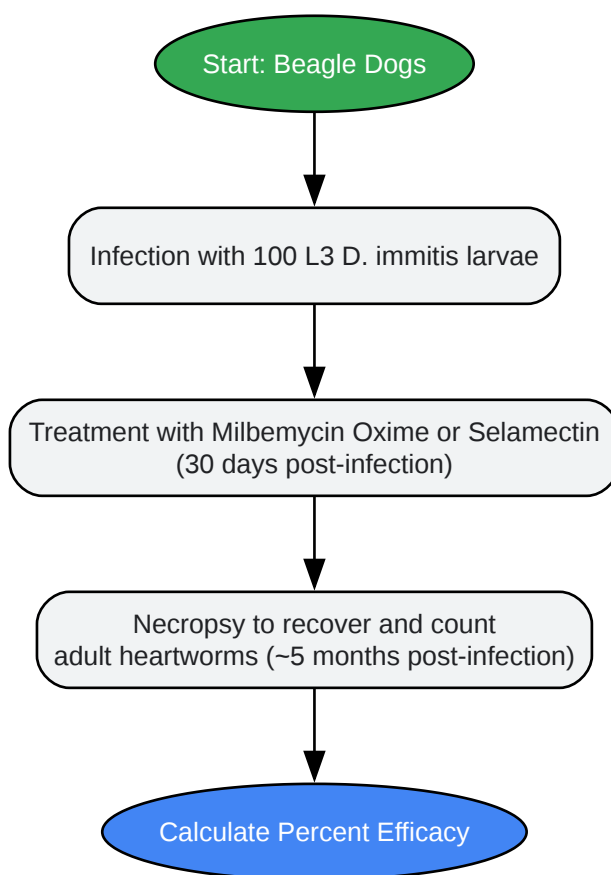 Start: Beagle Dogs
Infection with 100 L3 D. immitis larvae
Treatment with Milbemycin Oxime or Selamectin
(30 days post-infection)
Necropsy to recover and count
adult heartworms (~5 months post-infection)
Calculate Percent Efficacy